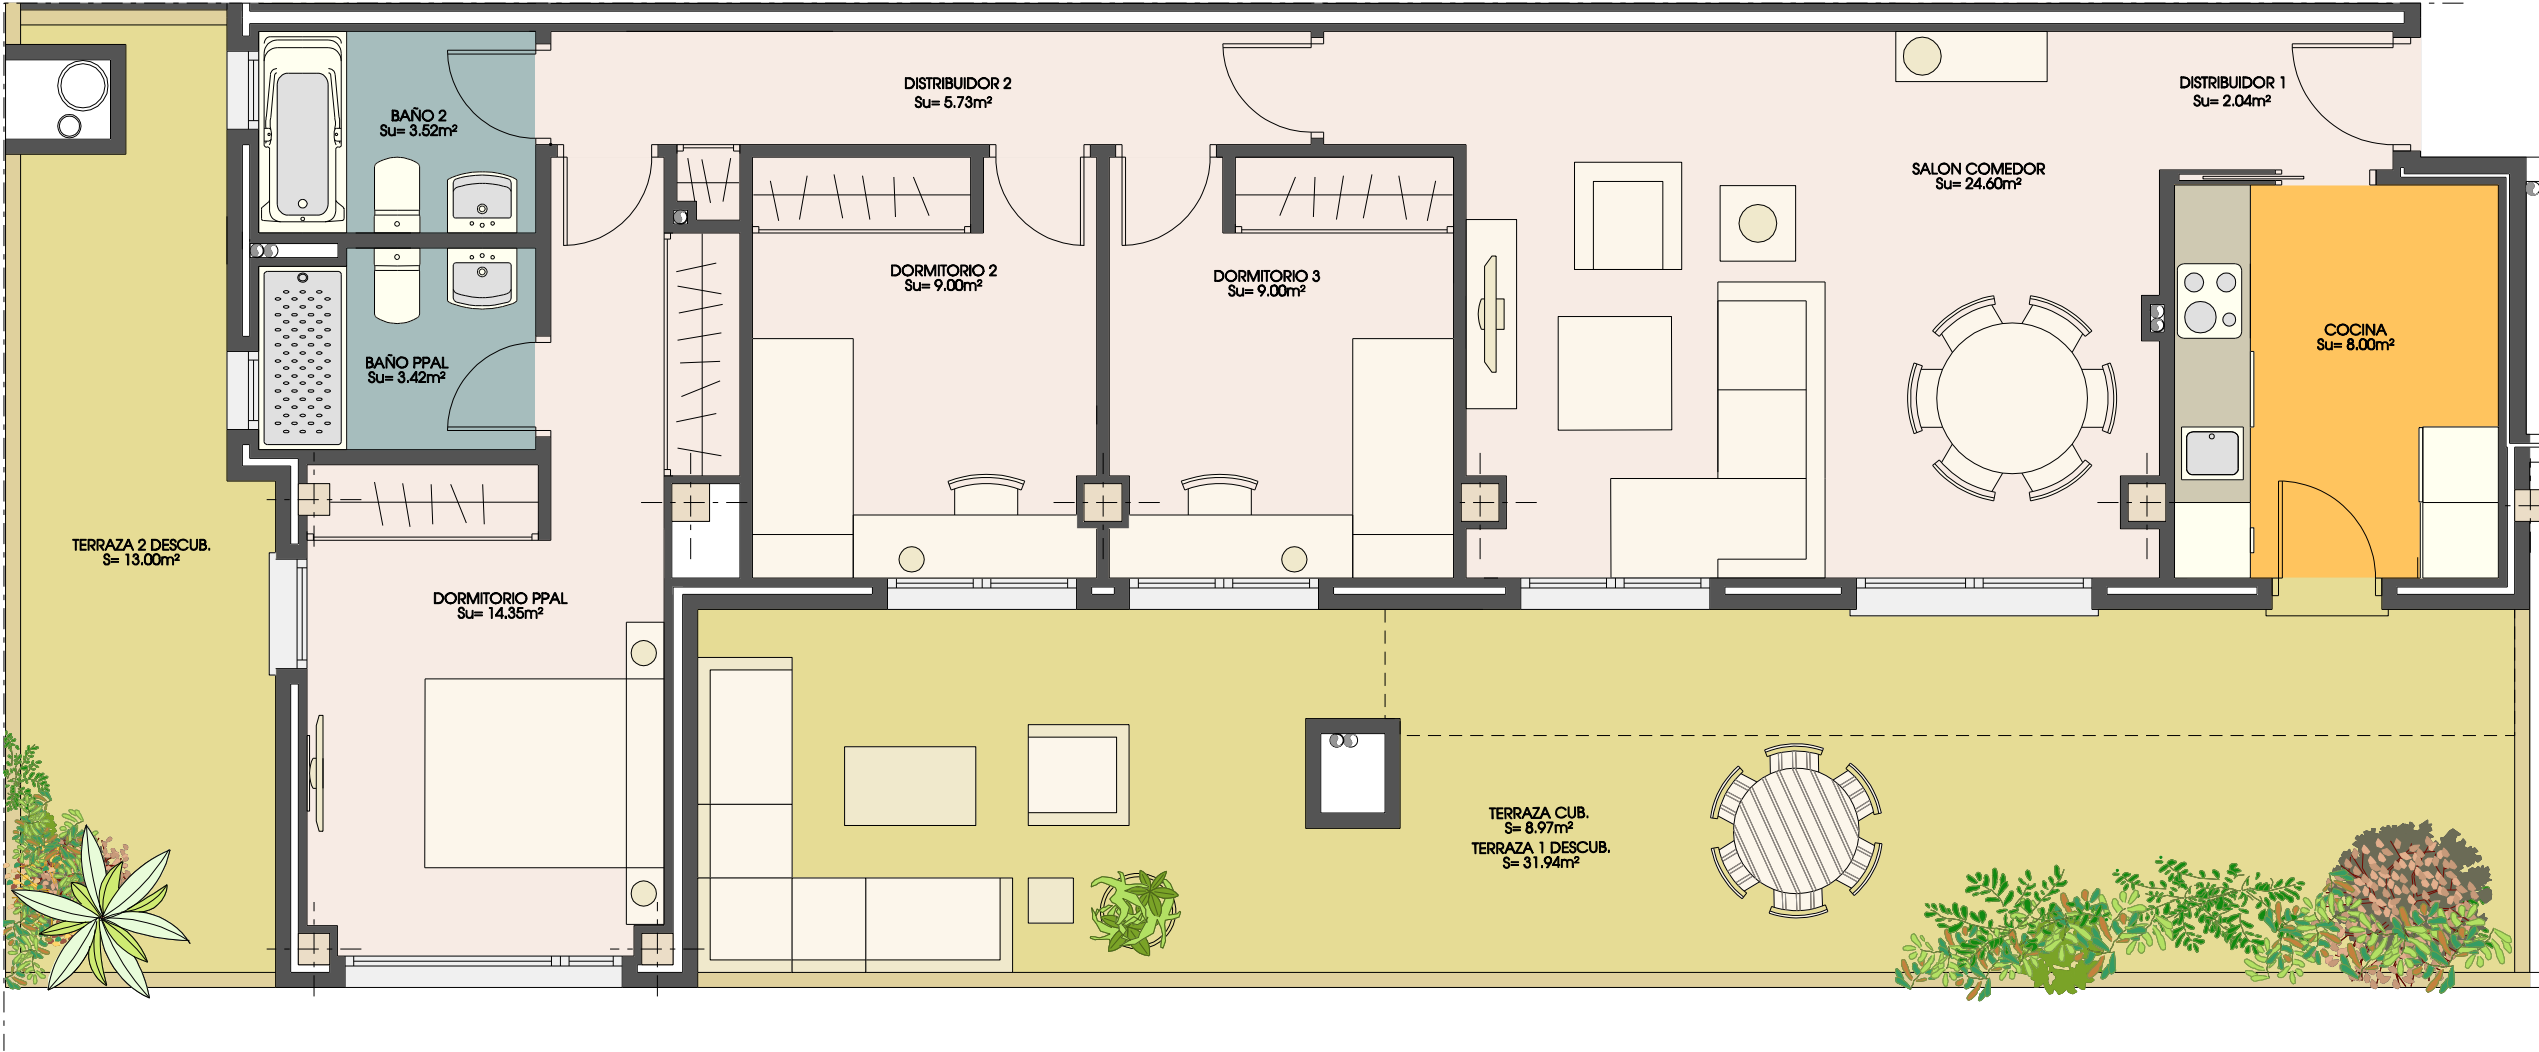 BAÑO 2
Su= 3.52m²
DISTRIBUIDOR 2
Su= 5.73m²
DISTRIBUIDOR 1
Su= 2.04m²
SALON COMEDOR
Su= 24.60m²
DORMITORIO 2
Su= 9.00m²
DORMITORIO 3
Su= 9.00m²
COCINA
Su= 8.00m²
BAÑO PPAL
Su= 3.42m²
TERRAZA 2 DESCUB.
S= 13.00m²
DORMITORIO PPAL
Su= 14.35m²
TERRAZA CUB.
S= 8.97m²
TERRAZA 1 DESCUB.
S= 31.94m²